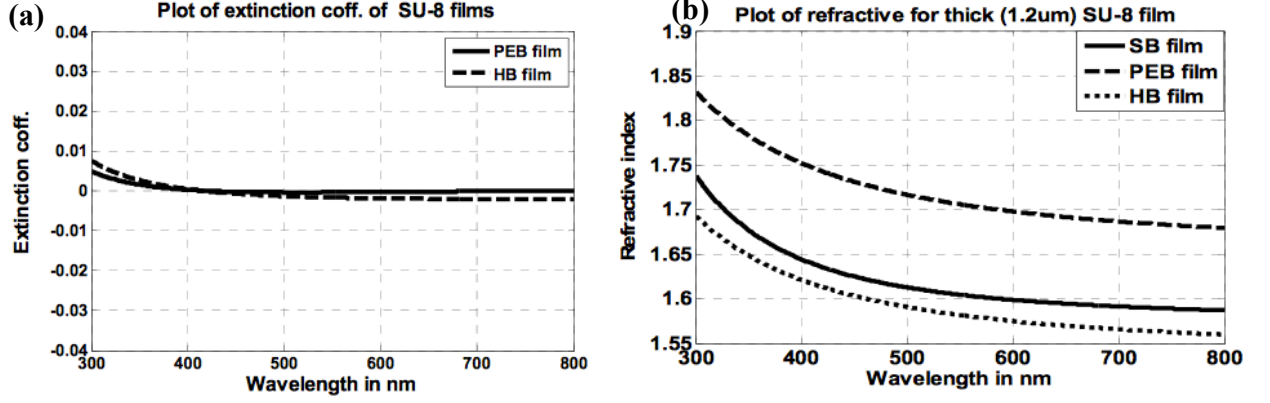 (a)
Plot of extinction coff. of SU-8 films
0.04
0.03
0.02
0.01
0
-0.01
-0.02
-0.03
-0.04
Extinction coff.
PEB film
HB film
300
400
500
600
700
800
Wavelength in nm
(b)
Plot of refractive for thick (1.2um) SU-8 film
1.9
1.85
1.8
1.75
1.7
1.65
1.6
1.55
Refractive index
SB film
PEB film
HB film
300
400
500
600
700
800
Wavelength in nm